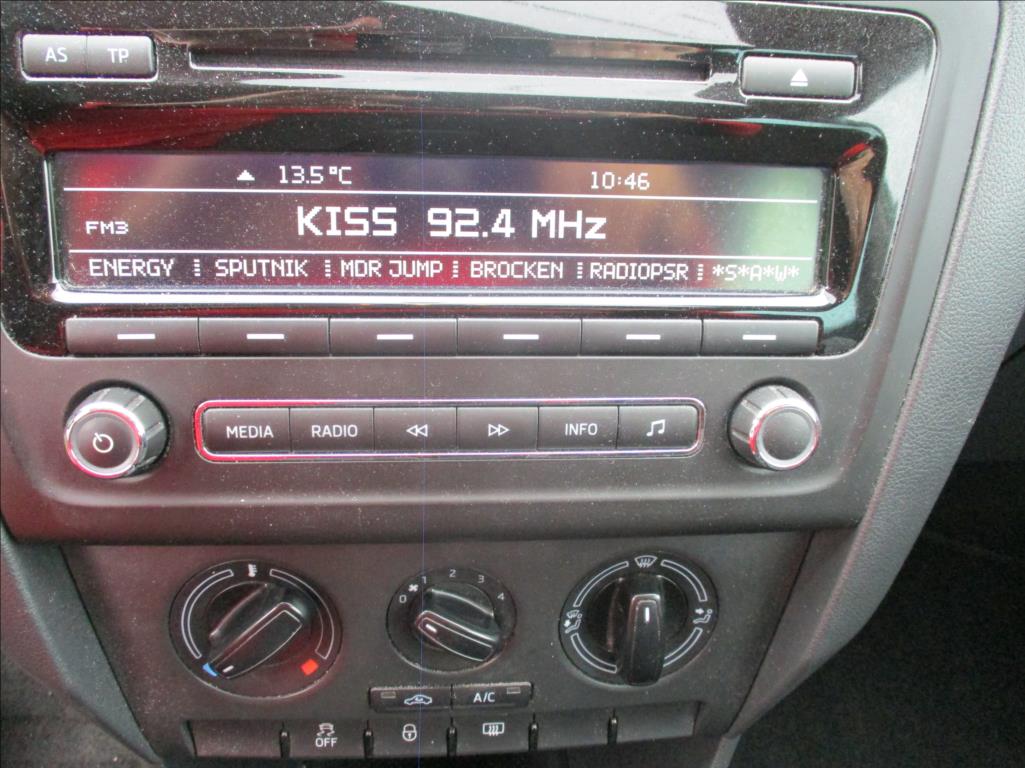 AS TP
13.5°C 10:46
FM3 KISS 92.4 MHz
ENERGY SPUTNIK MDR JUMP BROCKEN RADIOPSR *S*A*W*
MEDIA RADIO INFO
0 1 2 3 4
A/C
OFF